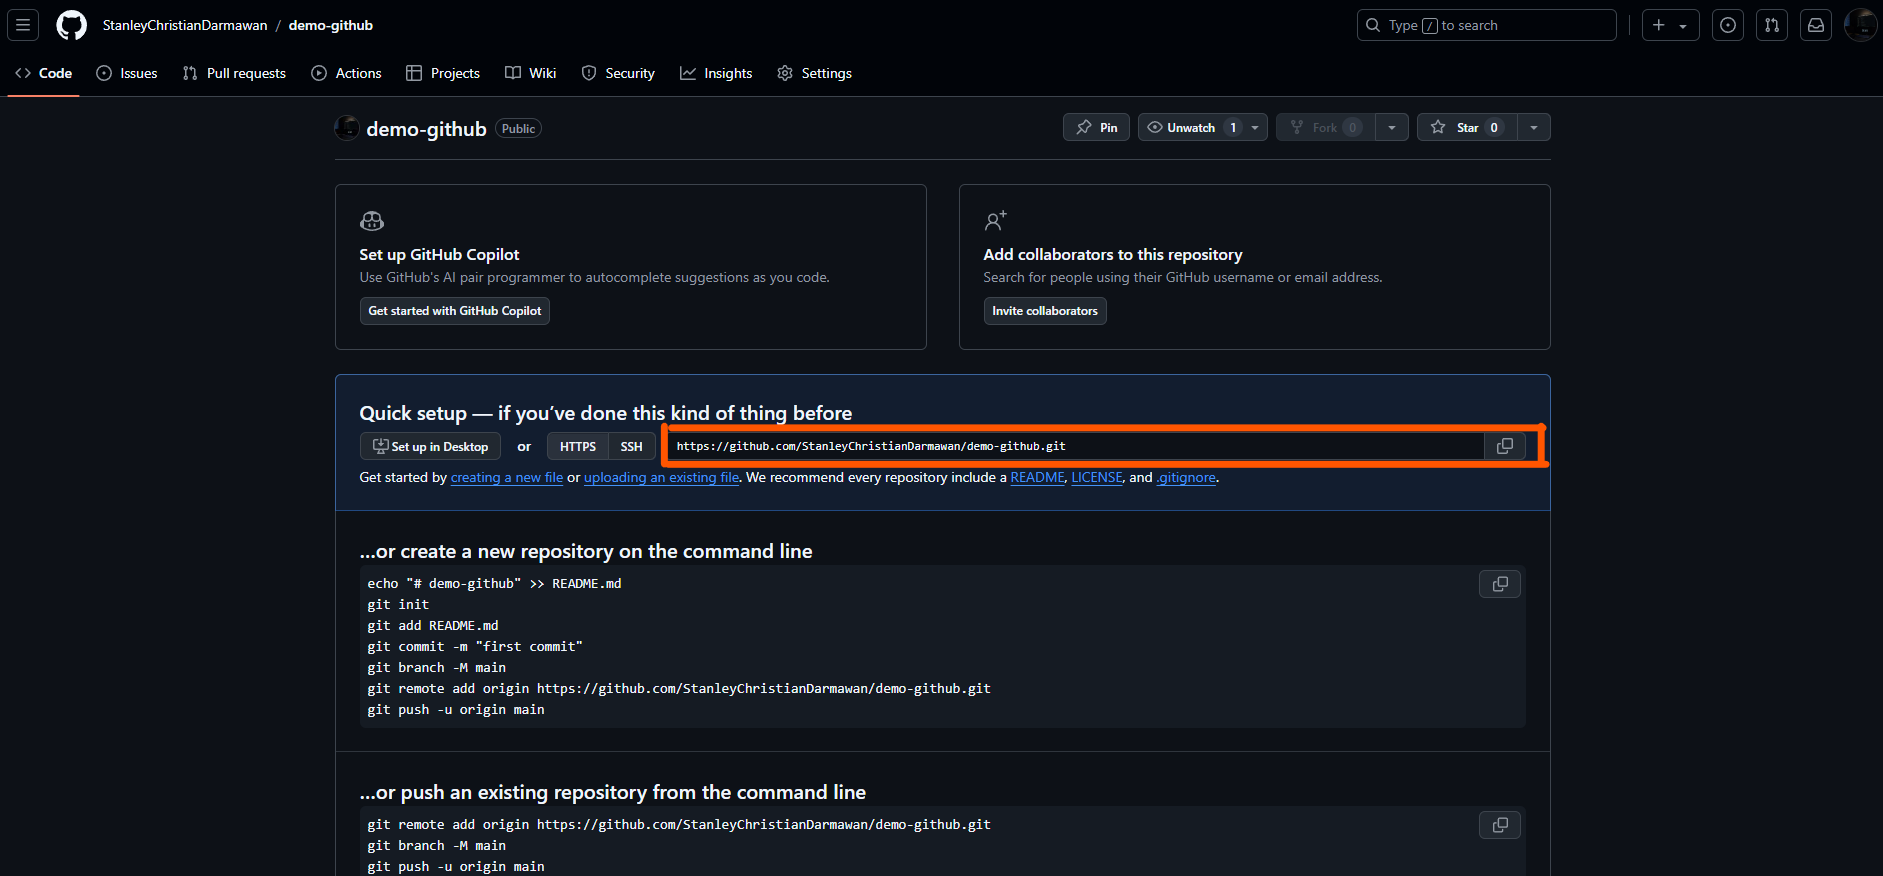 StanleyChristianDarmawan / demo-github
Type / to search
Code Issues Pull requests Actions Projects Wiki Security Insights Settings
demo-github Public
Pin Unwatch 1 Fork 0 Star 0
Set up GitHub Copilot
Use GitHub's AI pair programmer to autocomplete suggestions as you code.
Get started with GitHub Copilot
Add collaborators to this repository
Search for people using their GitHub username or email address.
Invite collaborators
Quick setup — if you’ve done this kind of thing before
Set up in Desktop or HTTPS SSH https://github.com/StanleyChristianDarmawan/demo-github.git
Get started by creating a new file or uploading an existing file. We recommend every repository include a README, LICENSE, and .gitignore.
…or create a new repository on the command line
echo "# demo-github" >> README.md
git init
git add README.md
git commit -m "first commit"
git branch -M main
git remote add origin https://github.com/StanleyChristianDarmawan/demo-github.git
git push -u origin main
…or push an existing repository from the command line
git remote add origin https://github.com/StanleyChristianDarmawan/demo-github.git
git branch -M main
git push -u origin main